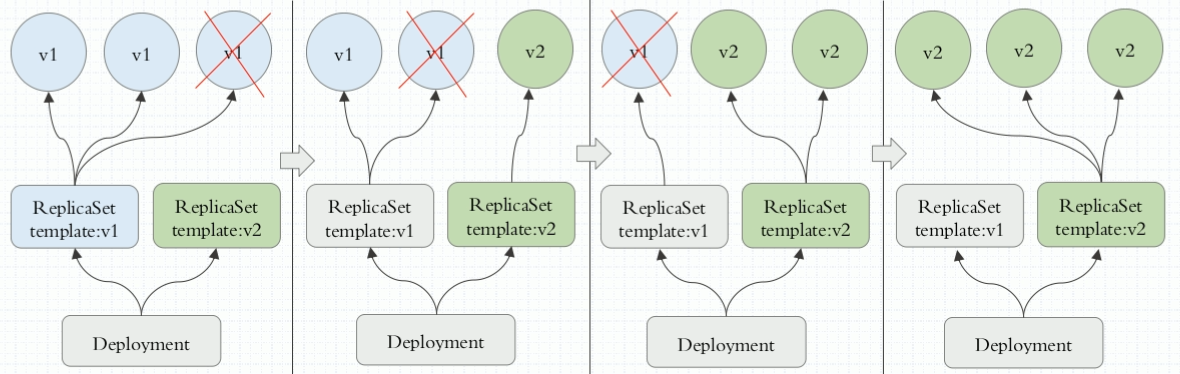 v1
v1
v1
ReplicaSet
template:v1
ReplicaSet
template:v2
Deployment
v1
v1
v2
ReplicaSet
template:v1
ReplicaSet
template:v2
Deployment
v1
v2
v2
ReplicaSet
template:v1
ReplicaSet
template:v2
Deployment
v2
v2
v2
ReplicaSet
template:v1
ReplicaSet
template:v2
Deployment